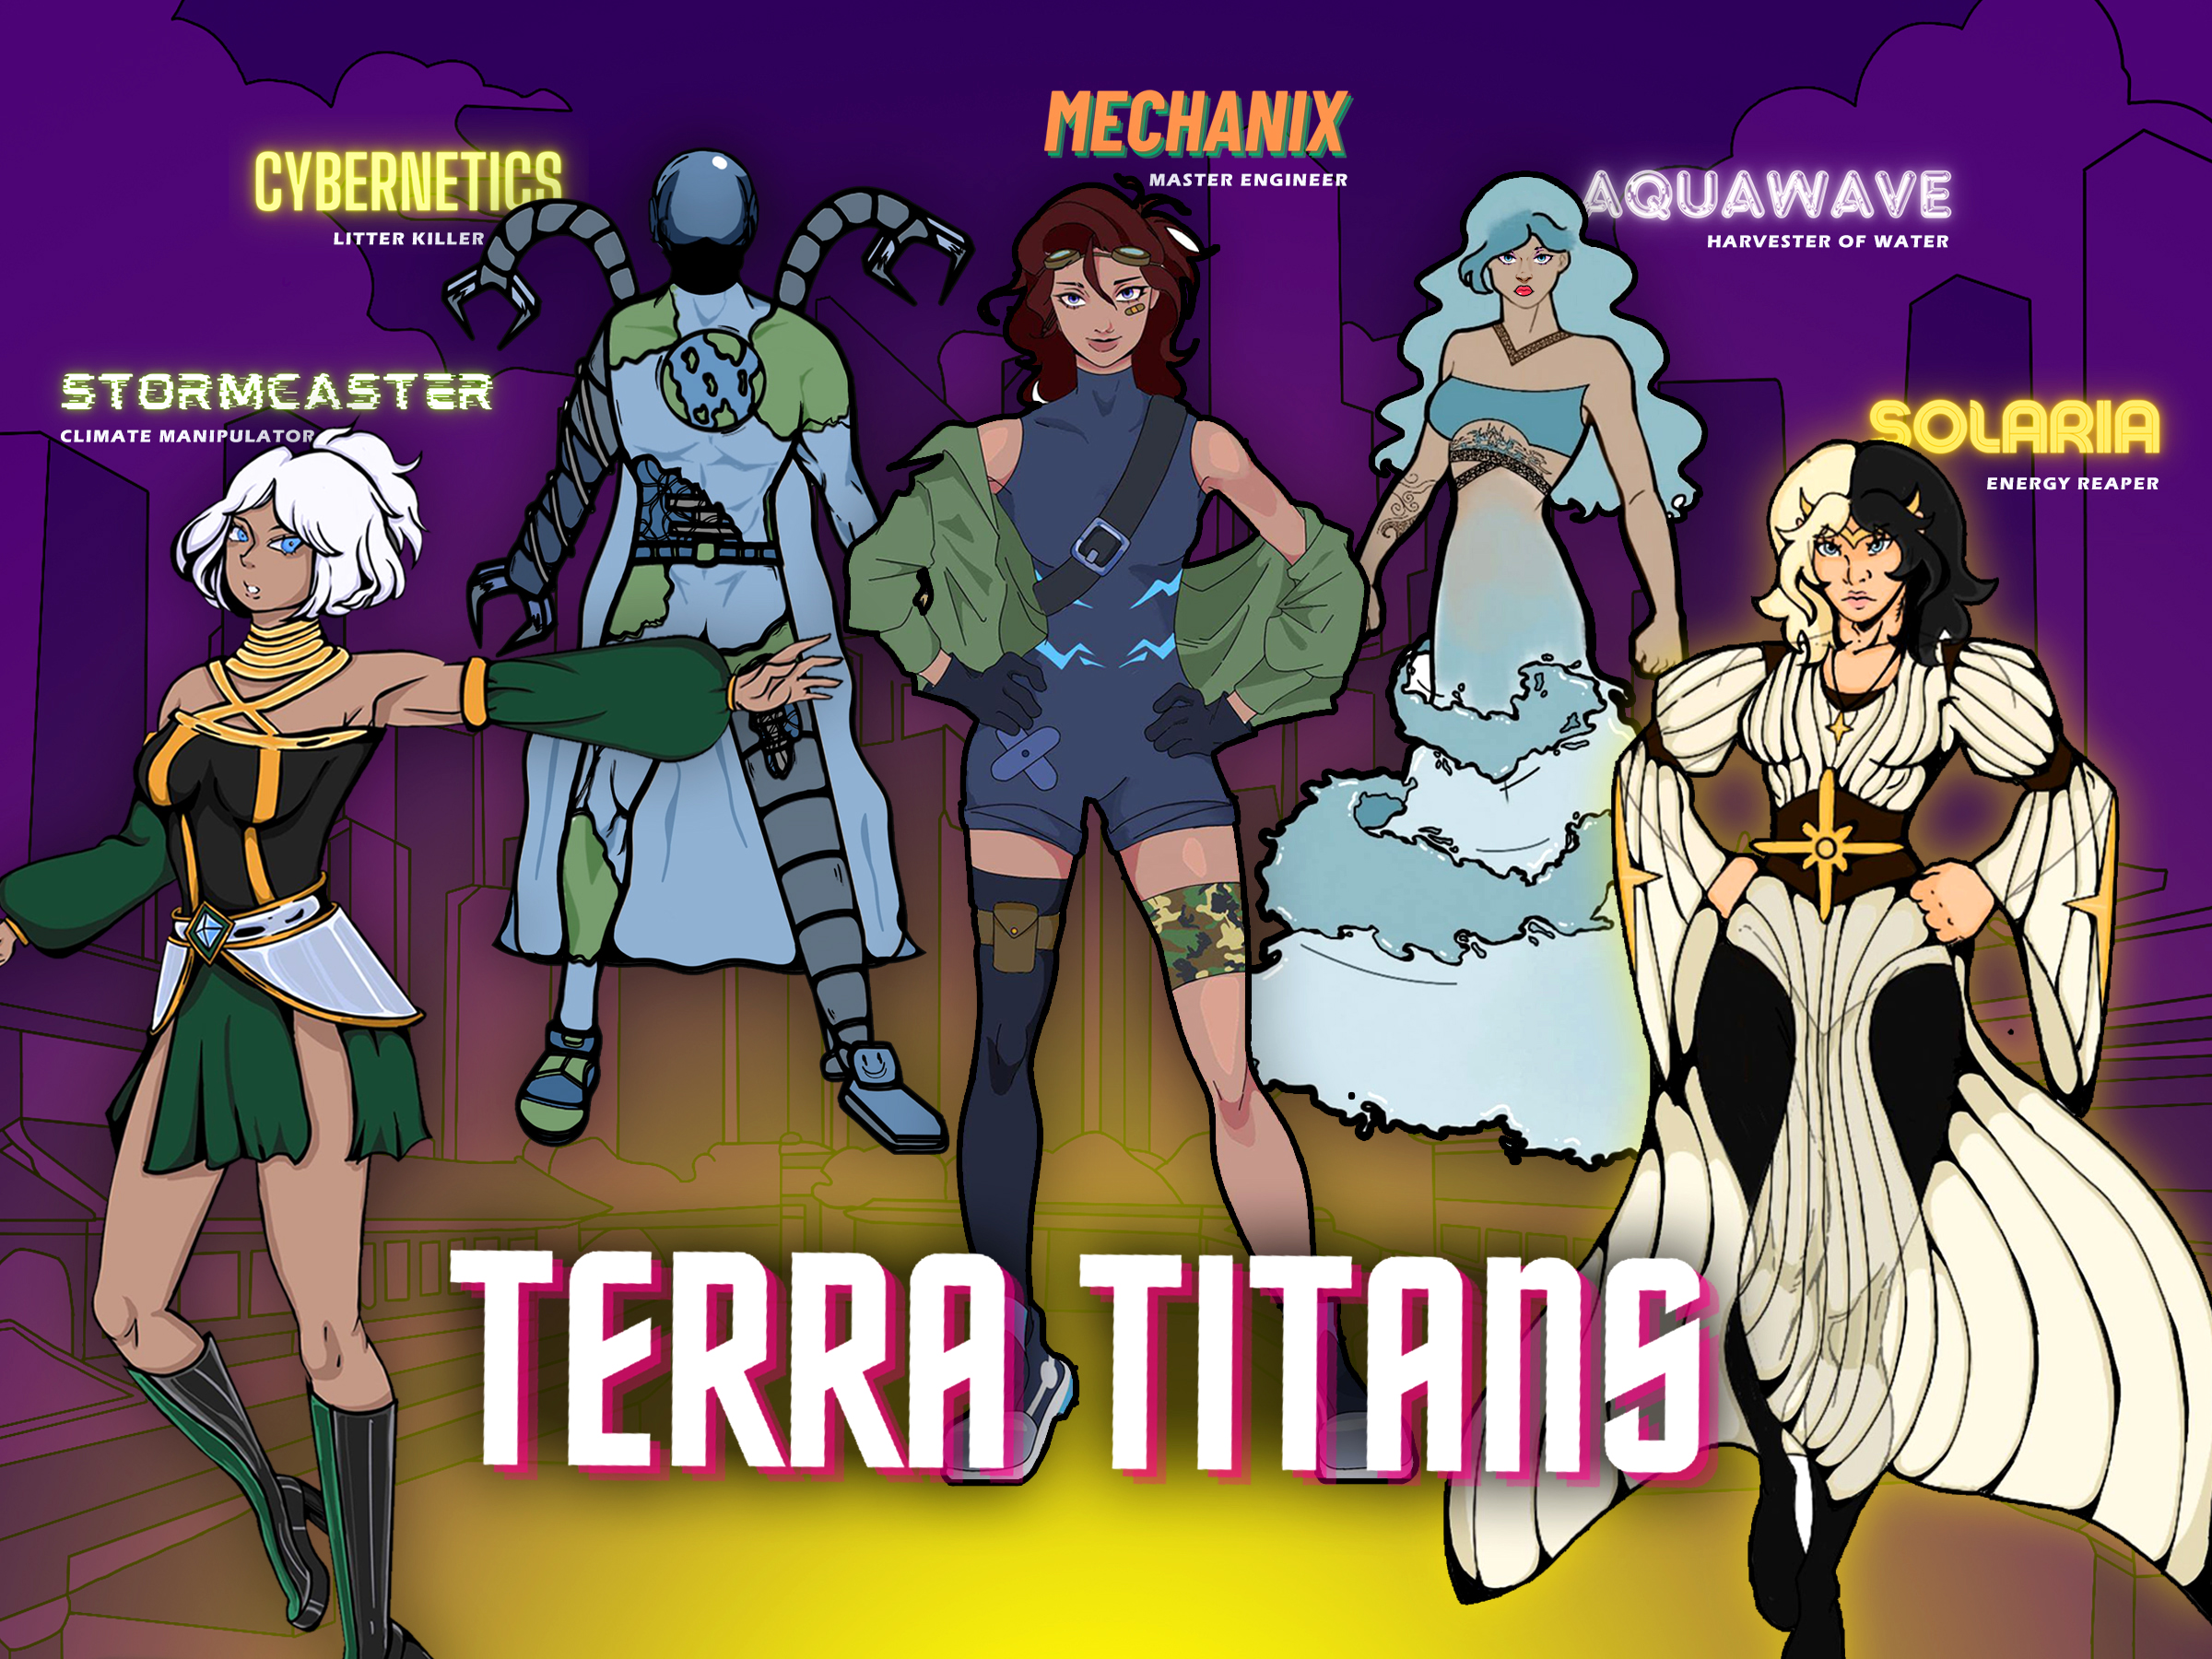 MECHANIX
MASTER ENGINEER
CYBERNETICS
LITTER KILLER
AQUAWAVE
HARVESTER OF WATER
STORMCASTER
CLIMATE MANIPULATOR
SOLARIA
ENERGY REAPER
TERRA TITANS